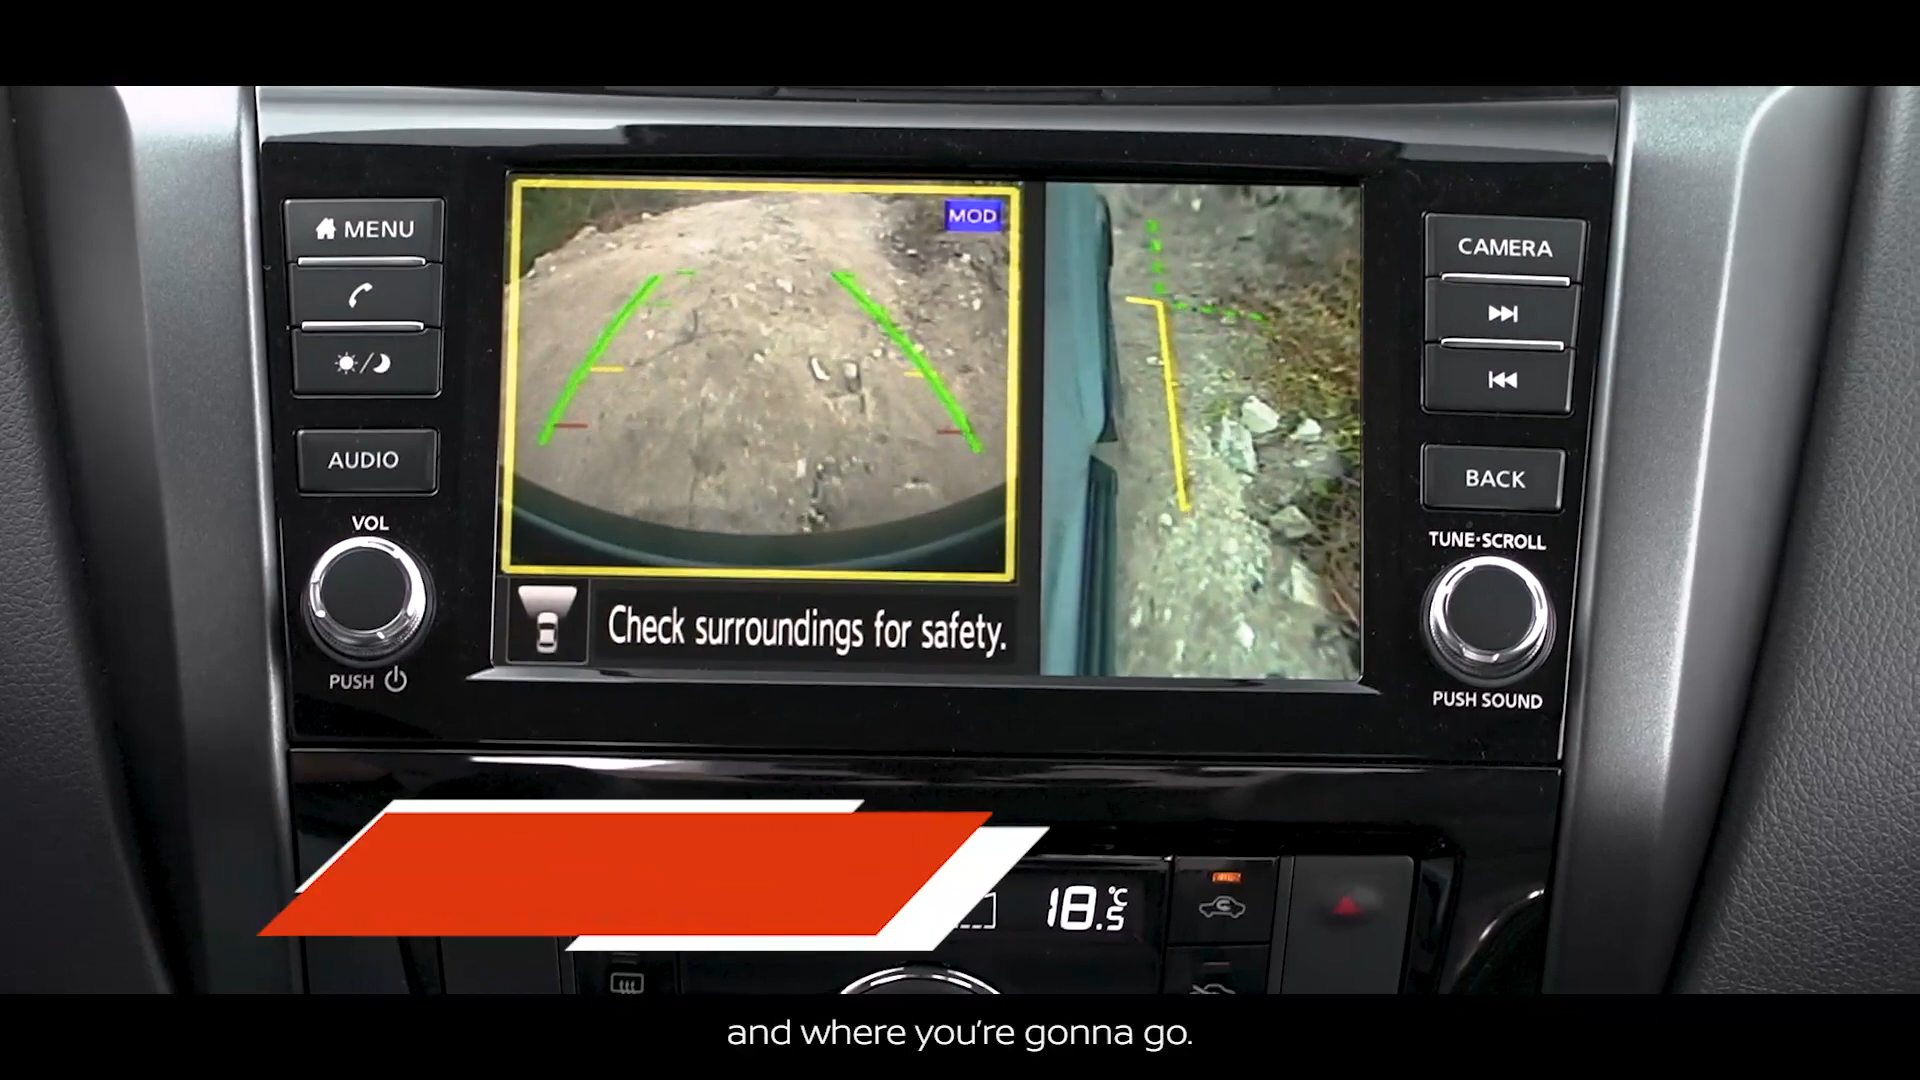 MENU
AUDIO
VOL
PUSH
MOD
Check surroundings for safety.
CAMERA
BACK
TUNE·SCROLL
PUSH SOUND
18.5°C
and where you're gonna go.